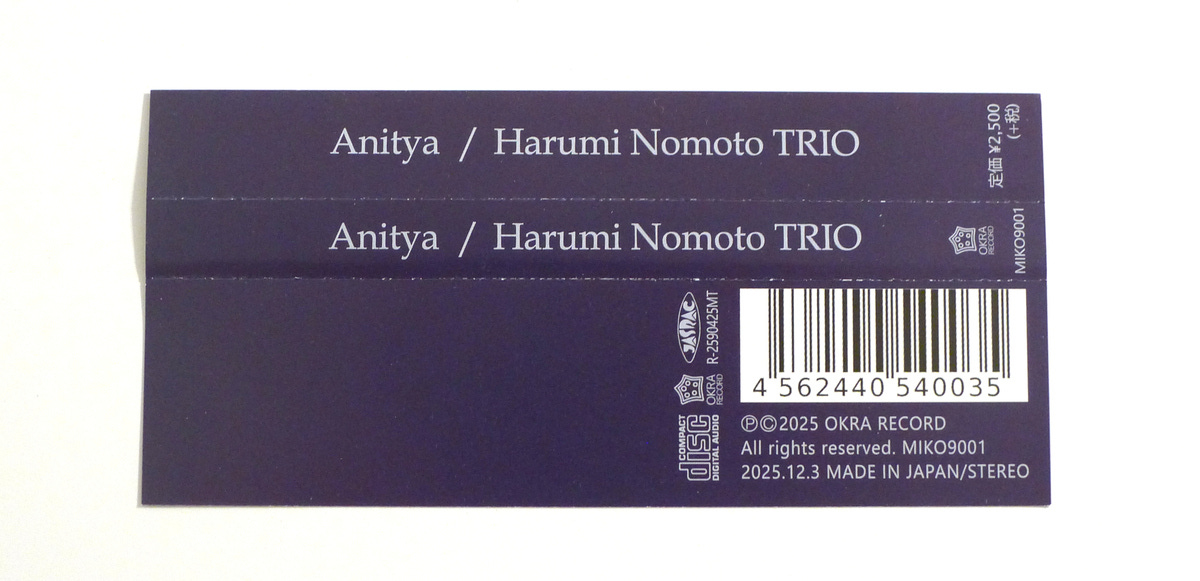 Anitya / Harumi Nomoto TRIO
定価 ¥2,500
(+税)
Anitya / Harumi Nomoto TRIO
OKRA
RECORD
MIKO9001
JASRAC
R-2590425MT
OKRA
RECORD
COMPACT
disc
DIGITAL AUDIO
4 562440 540035
ⓅⒸ2025 OKRA RECORD
All rights reserved. MIKO9001
2025.12.3 MADE IN JAPAN/STEREO